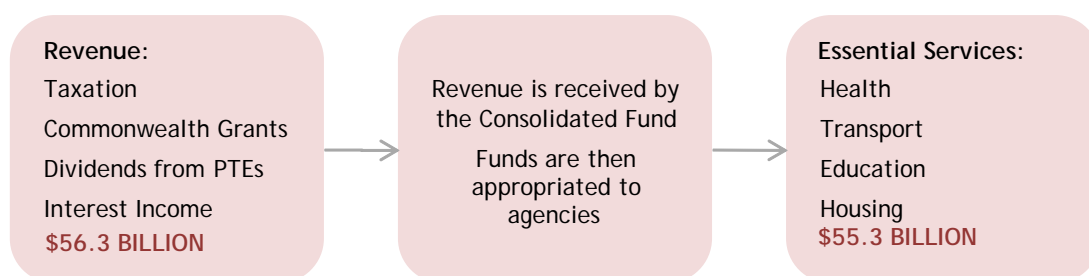 Revenue:
Taxation
Commonwealth Grants
Dividends from PTEs
Interest Income
$56.3 BILLION
Revenue is received by
the Consolidated Fund
Funds are then
appropriated to
agencies
Essential Services:
Health
Transport
Education
Housing
$55.3 BILLION